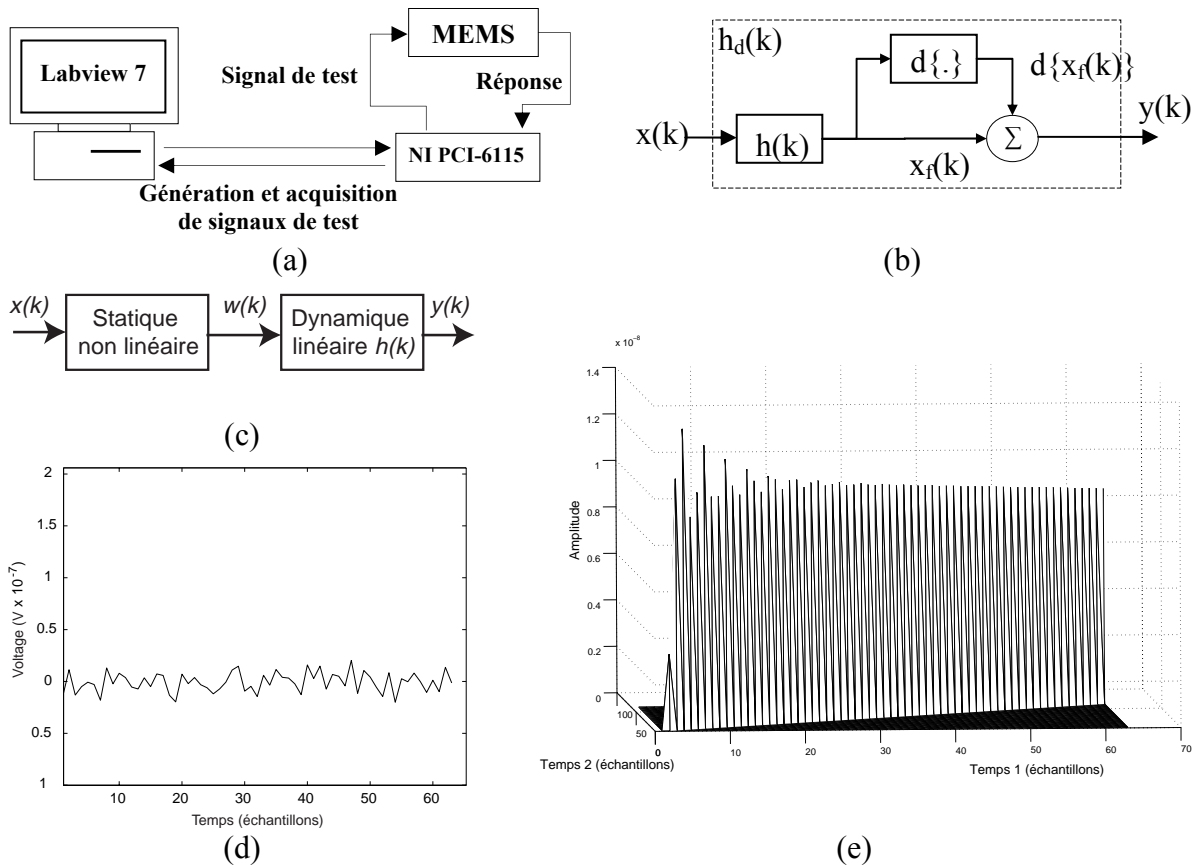 Labview 7
Signal de test
MEMS
Réponse
NI PCI-6115
Génération et acquisition
de signaux de test
(a)
h_d(k)
d{.}
d{x_f(k)}
x(k)
h(k)
x_f(k)
Σ
y(k)
(b)
x(k)
Statique
non linéaire
w(k)
Dynamique
linéaire h(k)
y(k)
(c)
2
1.5
1
0.5
0
0.5
1
Voltage (V x 10^-7)
10 20 30 40 50 60
Temps (échantillons)
(d)
x 10^-8
1.4
1.2
1
0.8
0.6
0.4
0.2
0
Amplitude
100
50
0
0 10 20 30 40 50 60 70
Temps 2 (échantillons)
Temps 1 (échantillons)
(e)